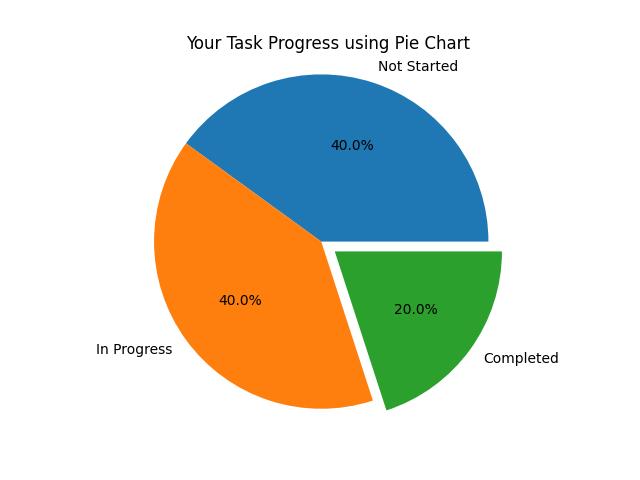 Your Task Progress using Pie Chart
Not Started
40.0%
40.0%
20.0%
In Progress
Completed